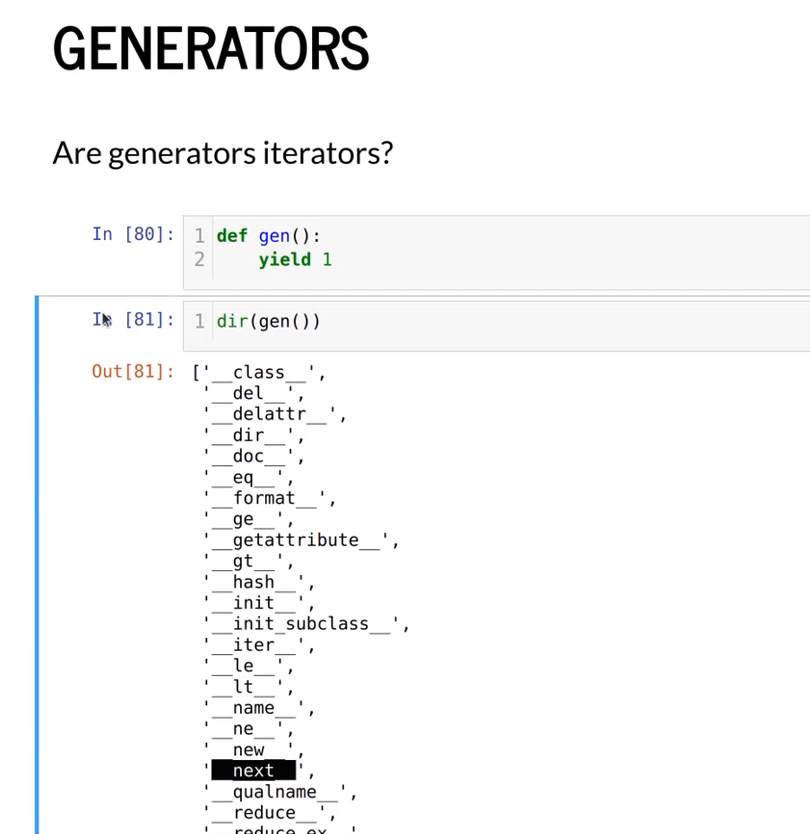 GENERATORS
Are generators iterators?
In [80]:
1 def gen():
2     yield 1
In [81]:
1 dir(gen())
Out[81]: ['__class__',
'__del__',
'__delattr__',
'__dir__',
'__doc__',
'__eq__',
'__format__',
'__ge__',
'__getattribute__',
'__gt__',
'__hash__',
'__init__',
'__init_subclass__',
'__iter__',
'__le__',
'__lt__',
'__name__',
'__ne__',
'__new__',
'__next__',
'__qualname__',
'__reduce__',
'__reduce_ex__'